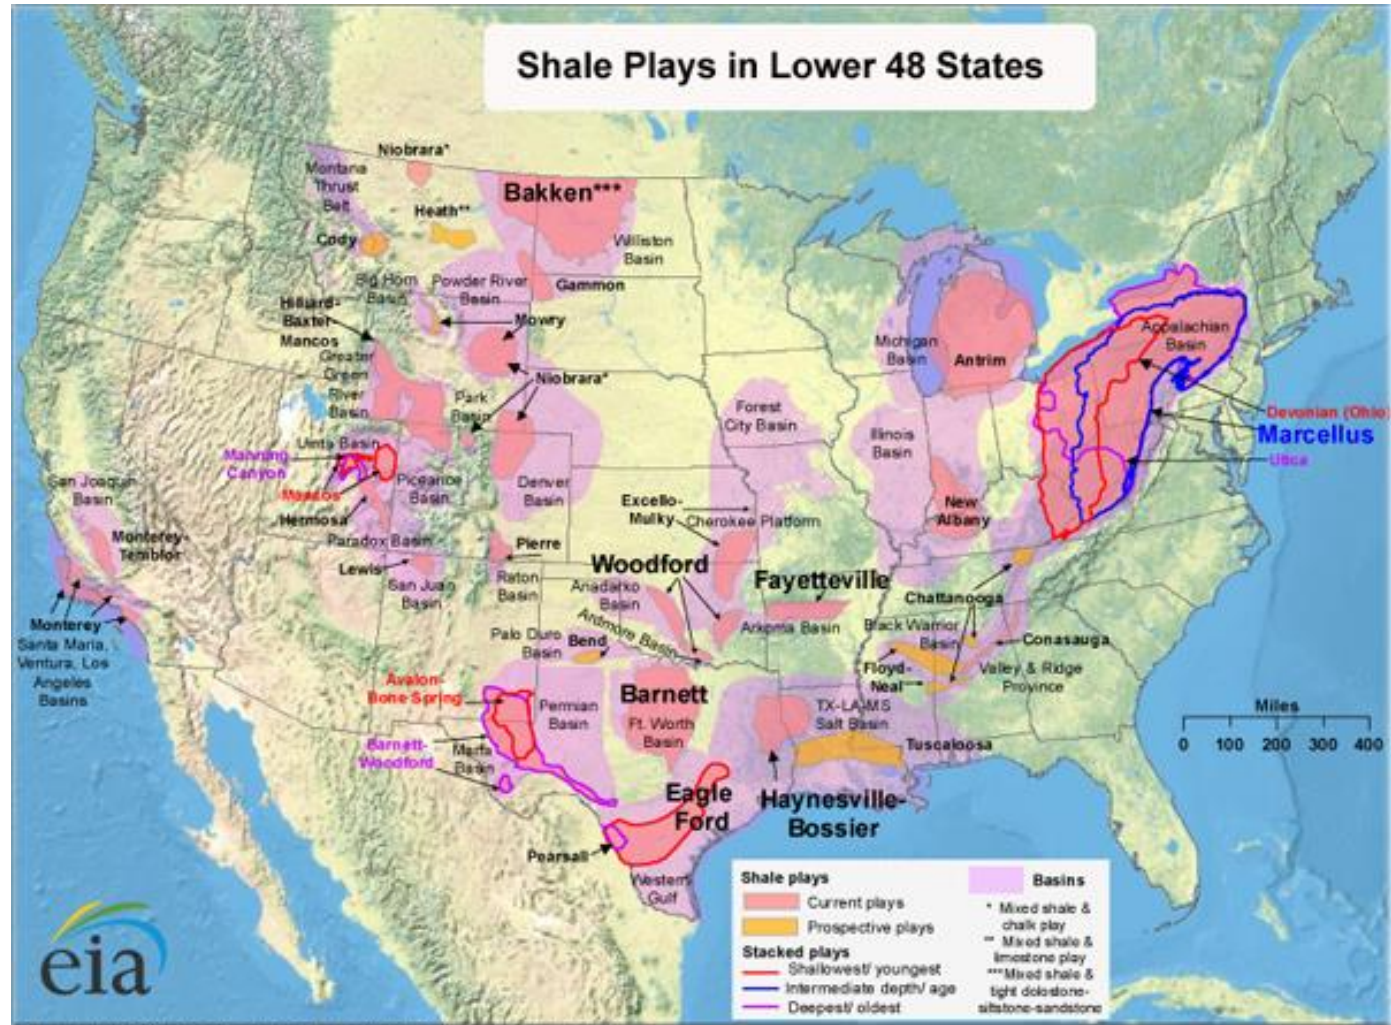 Shale Plays in Lower 48 States
Niobrara*
Montana
Thrust
Belt
Bakken***
Heath**
Cody
Williston
Basin
Big Horn
Basin
Powder River
Basin
Gammon
Hilliard-
Baxter-
Mancos
Mowry
Greater
Green
River
Basin
Niobrara*
Park
Basin
Michigan
Basin
Antrim
Appalachian
Basin
Forest
City Basin
Illinois
Basin
Devonian (Ohio)
Marcellus
Utica
Uinta Basin
Manning
Canyon
Mancos
Piceance
Basin
Denver
Basin
San Joaquin
Basin
Hermosa
Excello-
Mulky
Cherokee Platform
New
Albany
Monterey-
Temblor
Paradox Basin
Pierre
Lewis
San Juan
Basin
Raton
Basin
Woodford
Anadarko
Basin
Fayetteville
Chattanooga
Monterey
Santa Maria,
Ventura, Los
Angeles
Basins
Ardmore Basin
Arkoma Basin
Black Warrior
Basin
Conasauga
Palo Duro
Basin
Bend
Floyd-
Neal
Valley & Ridge
Province
Avalon-
Bone Spring
Permian
Basin
Barnett
Ft. Worth
Basin
TX-LA-MS
Salt Basin
Tuscaloosa
Miles
0 100 200 300 400
Barnett-
Woodford
Marfa
Basin
Eagle
Ford
Haynesville-
Bossier
Pearsall
Western
Gulf
Shale plays
Current plays
Prospective plays
Stacked plays
Shallowest/ youngest
Intermediate depth/ age
Deepest/ oldest
Basins
* Mixed shale &
chalk play
** Mixed shale &
limestone play
***Mixed shale &
tight dolostone-
siltstone-sandstone
eia